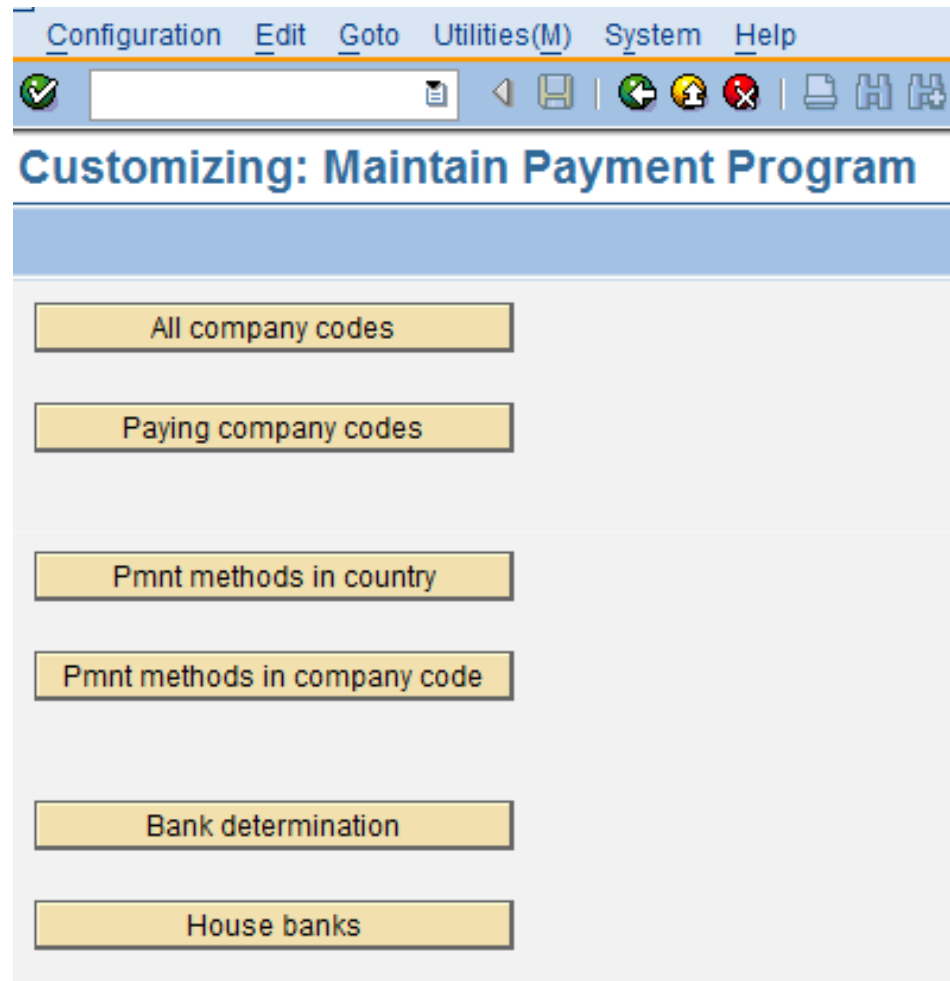 Configuration Edit Goto Utilities(M) System Help
Customizing: Maintain Payment Program
All company codes
Paying company codes
Pmnt methods in country
Pmnt methods in company code
Bank determination
House banks